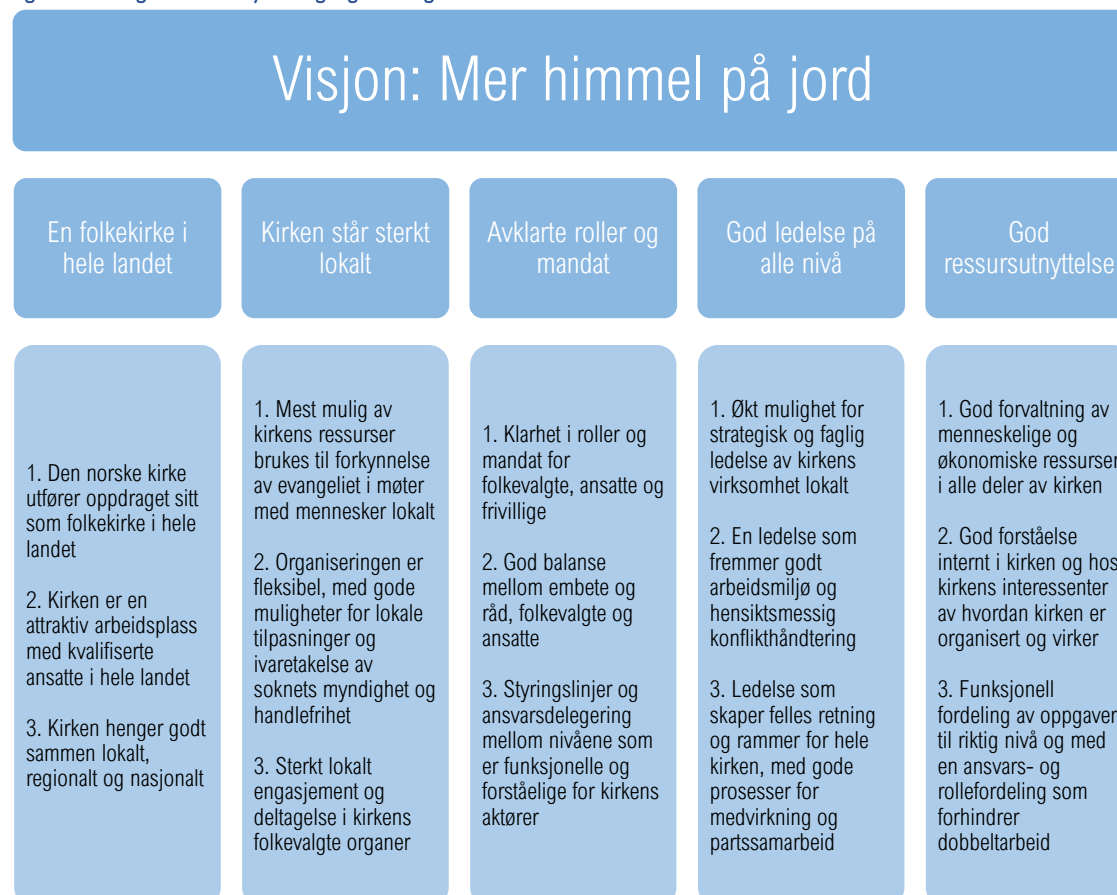 Visjon: Mer himmel på jord
En folkekirke i
hele landet
Kirken står sterkt
lokalt
Avklarte roller og
mandat
God ledelse på
alle nivå
God
ressursutnyttelse
1. Den norske kirke
utfører oppdraget sitt
som folkekirke i hele
landet
2. Kirken er en
attraktiv arbeidsplass
med kvalifiserte
ansatte i hele landet
3. Kirken henger godt
sammen lokalt,
regionalt og nasjonalt
1. Mest mulig av
kirkens ressurser
brukes til forkynnelse
av evangeliet i møter
med mennesker lokalt
2. Organiseringen er
fleksibel, med gode
muligheter for lokale
tilpasninger og
ivaretakelse av
soknets myndighet og
handlefrihet
3. Sterkt lokalt
engasjement og
deltagelse i kirkens
folkevalgte organer
1. Klarhet i roller og
mandat for
folkevalgte, ansatte og
frivillige
2. God balanse
mellom embete og
råd, folkevalgte og
ansatte
3. Styringslinjer og
ansvarsdelegering
mellom nivåene som
er funksjonelle og
forståelige for kirkens
aktører
1. Økt mulighet for
strategisk og faglig
ledelse av kirkens
virksomhet lokalt
2. En ledelse som
fremmer godt
arbeidsmiljø og
hensiktsmessig
konflikthåndtering
3. Ledelse som
skaper felles retning
og rammer for hele
kirken, med gode
prosesser for
medvirkning og
partssamarbeid
1. God forvaltning av
menneskelige og
økonomiske ressurser
i alle deler av kirken
2. God forståelse
internt i kirken og hos
kirkens interessenter
av hvordan kirken er
organisert og virker
3. Funksjonell
fordeling av oppgaver
til riktig nivå og med
en ansvars- og
rollefordeling som
forhindrer
dobbeltarbeid